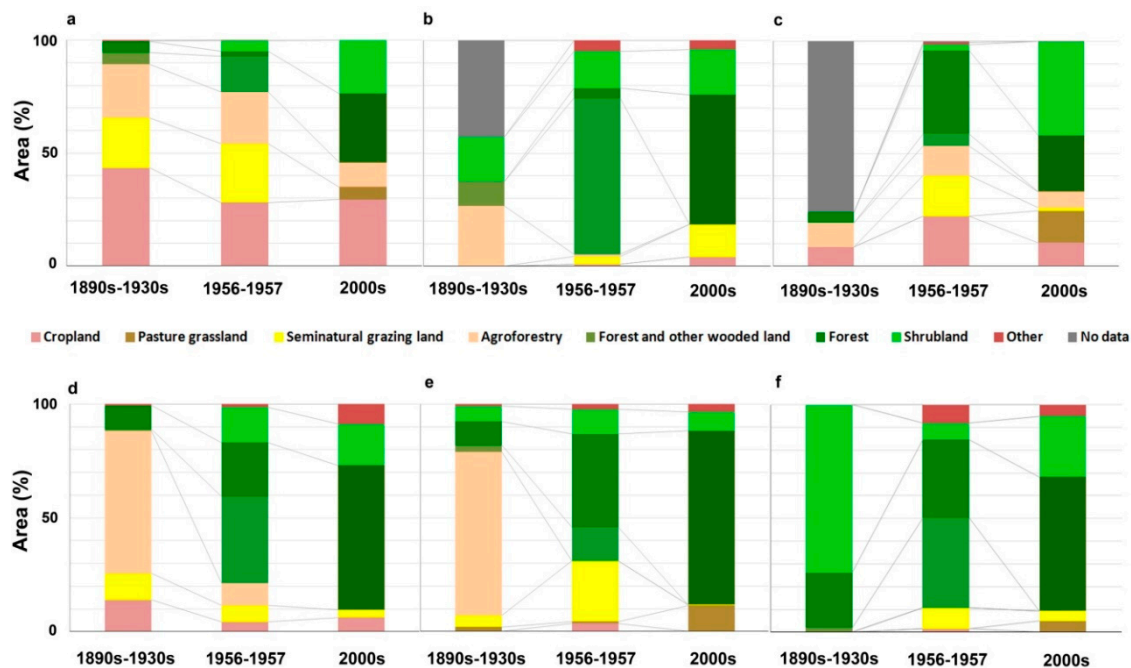 a b c
100
50
0
Area (%)
1890s-1930s 1956-1957 2000s 1890s-1930s 1956-1957 2000s 1890s-1930s 1956-1957 2000s
Cropland Pasture grassland Seminatural grazing land Agroforestry Forest and other wooded land Forest Shrubland Other No data
d e f
100
50
0
Area (%)
1890s-1930s 1956-1957 2000s 1890s-1930s 1956-1957 2000s 1890s-1930s 1956-1957 2000s